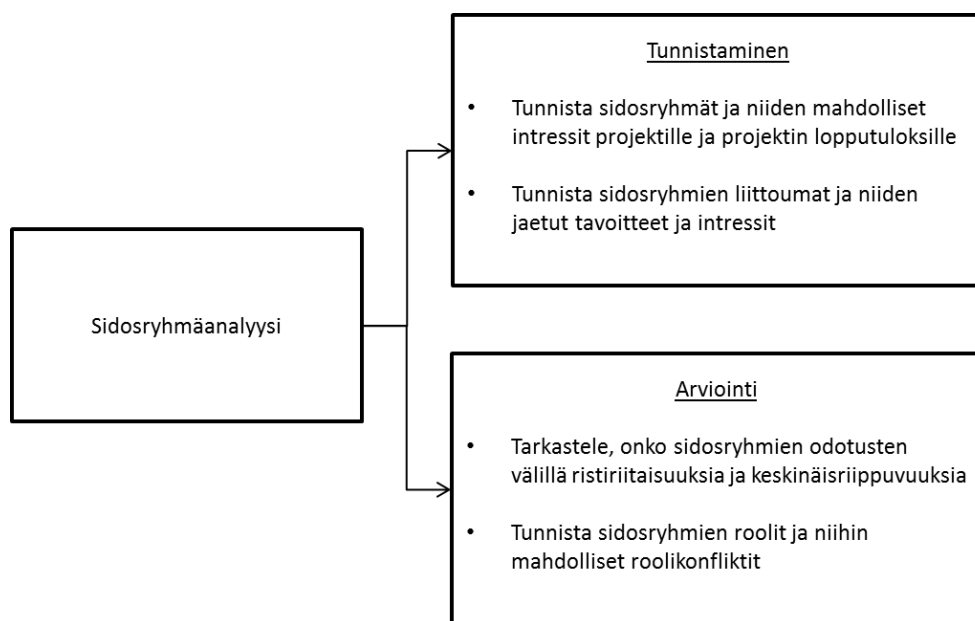 Sidosryhmäanalyysi
Tunnistaminen
• Tunnista sidosryhmät ja niiden mahdolliset
intressit projektille ja projektin lopputuloksille
• Tunnista sidosryhmien liittoumat ja niiden
jaetut tavoitteet ja intressit
Arviointi
• Tarkastele, onko sidosryhmien odotusten
välillä ristiriitaisuuksia ja keskinäisriippuvuuksia
• Tunnista sidosryhmien roolit ja niihin
mahdolliset roolikonfliktit